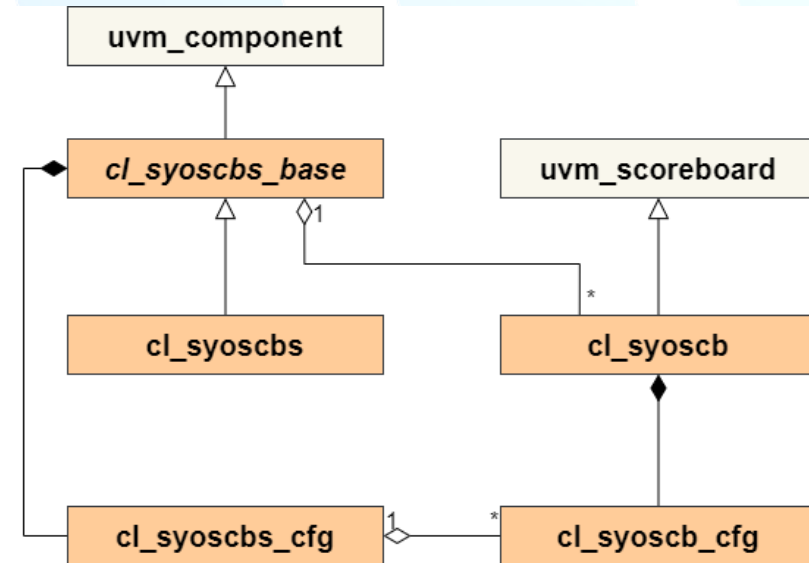 uvm_component
cl_syoscbs_base
uvm_scoreboard
1
*
cl_syoscbs
cl_syoscb
cl_syoscbs_cfg
1
*
cl_syoscb_cfg